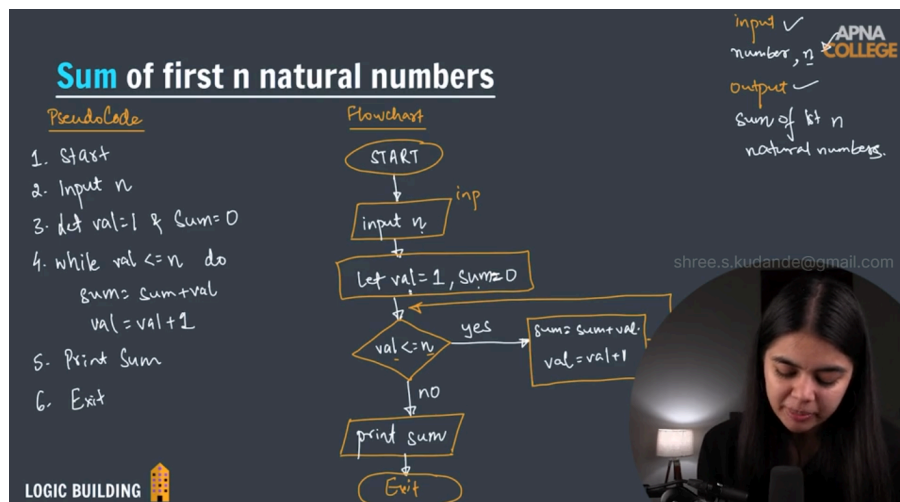 input ✓
number, n
APNA
COLLEGE
output ✓
sum of 1st n
natural numbers.
Sum of first n natural numbers
PseudoCode
1. Start
2. Input n
3. Let val=1 & Sum=0
4. while val <= n do
sum = sum+val
val = val+1
5. Print Sum
6. Exit
Flowchart
START
inp
input n
Let val = 1, sum=0
val <= n
yes
sum = sum+val.
val = val+1
no
print sum
Exit
shree.s.kudande@gmail.com
LOGIC BUILDING